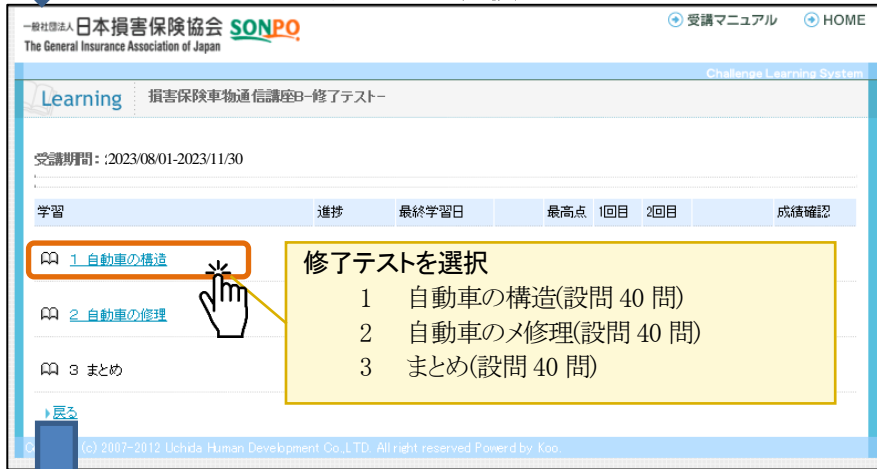 一般社団法人日本損害保険協会 SONPO
The General Insurance Association of Japan
受講マニュアル HOME
Challenge Learning System
Learning 損害保険車物通信講座B-修了テスト-
受講期間：:2023/08/01-2023/11/30
学習 進捗 最終学習日 最高点 1回目 2回目 成績確認
1 自動車の構造
2 自動車の修理
3 まとめ
戻る
修了テストを選択
1 自動車の構造(設問 40 問)
2 自動車のメ修理(設問 40 問)
3 まとめ(設問 40 問)
(c) 2007-2012 Uchida Human Development Co.,LTD. All right reserved Powerd by Koo.